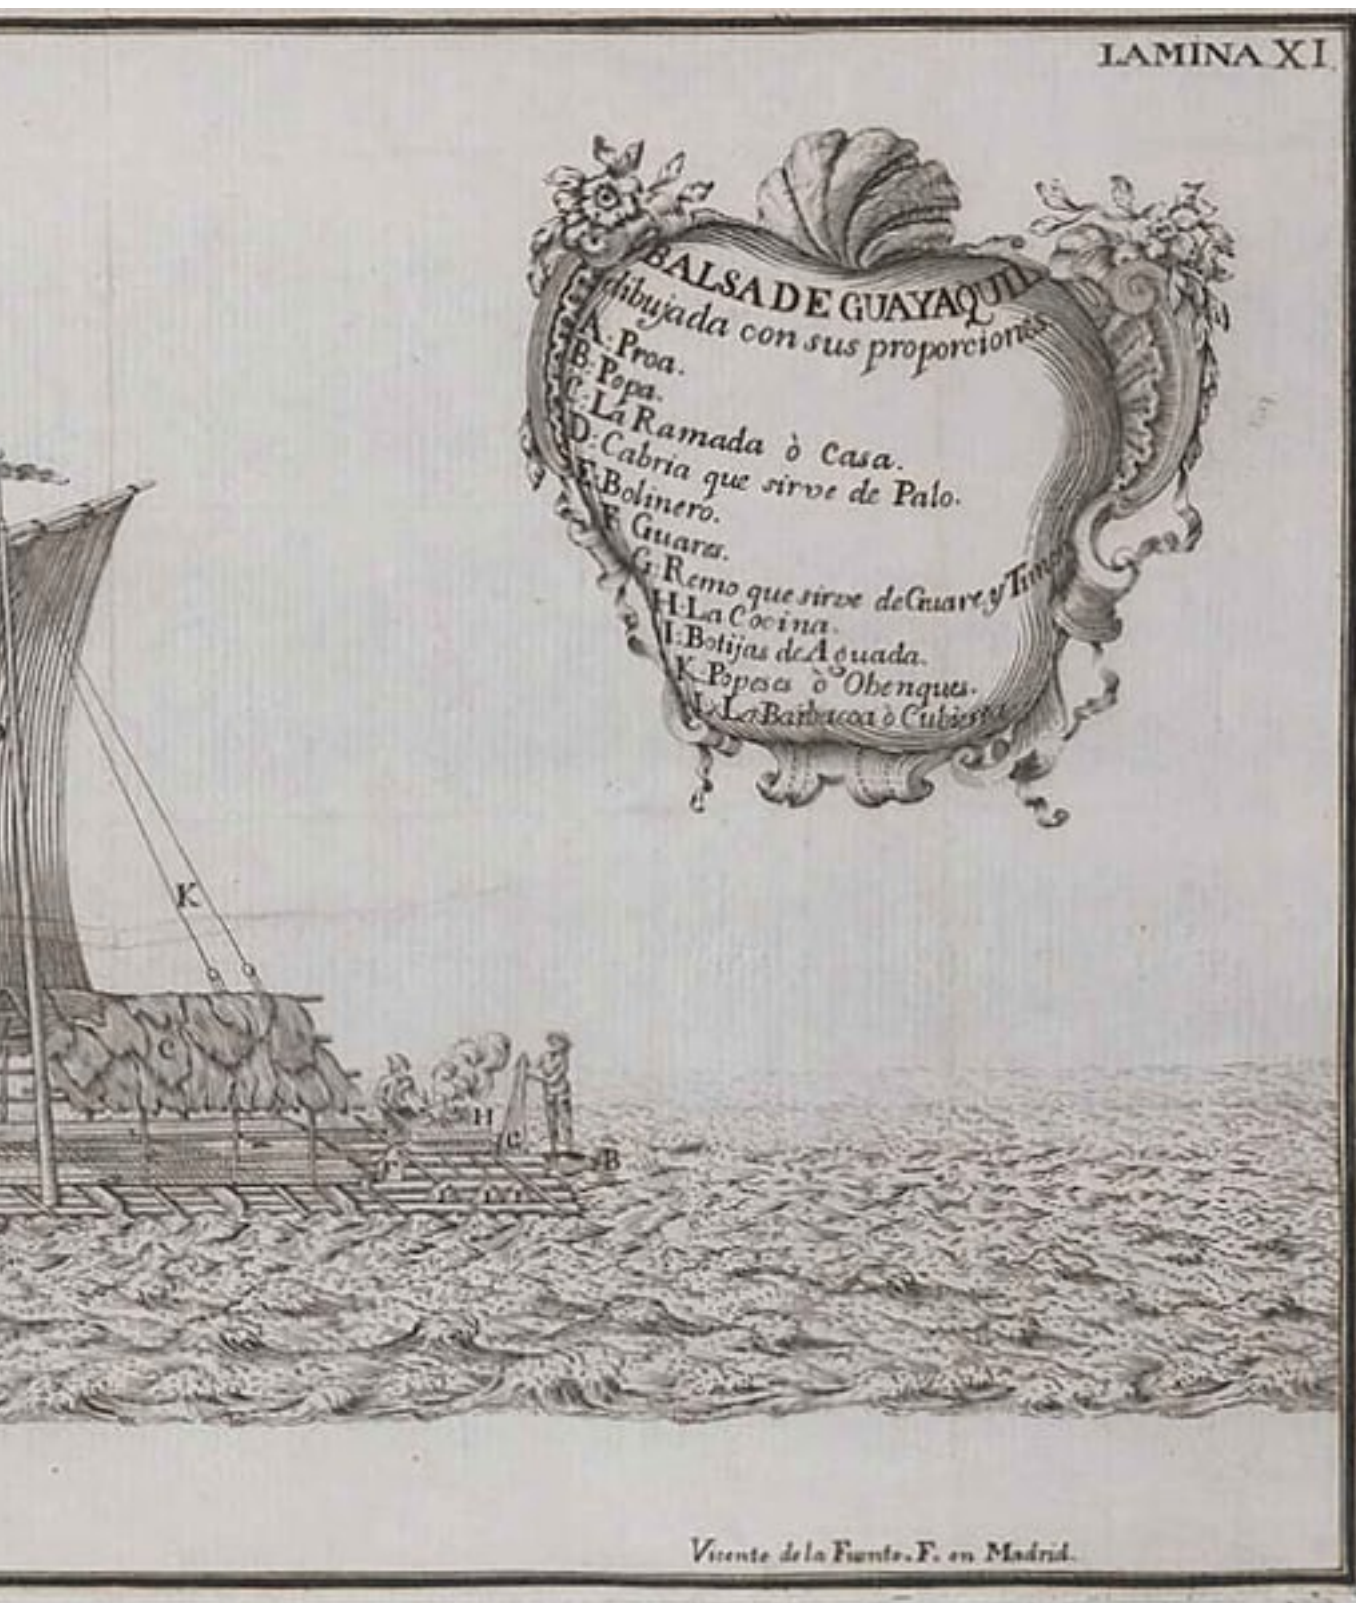 LAMINA XI.
BALSA DE GUAYAQUIL
dibujada con sus proporciones
A: Proa.
B: Popa.
C: La Ramada ò Casa.
D: Cabria que sirve de Palo.
E: Bolinero.
F. Guares.
G: Remo que sirve de Guare, y Timon
H: La Cocina.
I: Botijas de Aguada.
K: Popeses ò Obenques.
L: La Barbacoa ò Cubierta
K
C
H
G
B
F
Vicente de la Fuente. F. en Madrid.